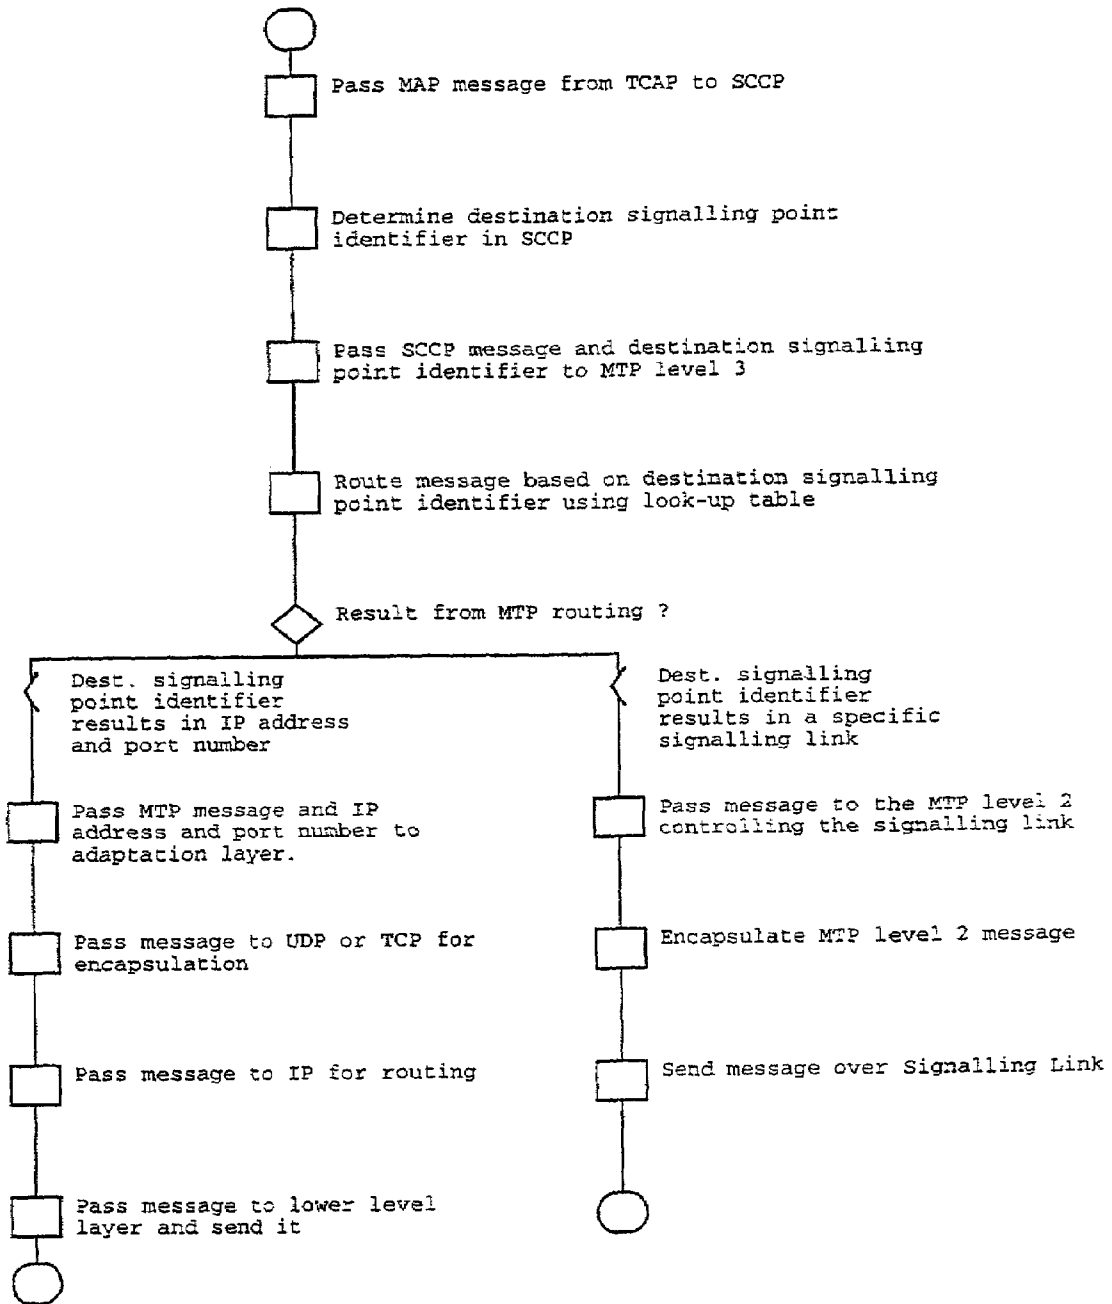 Pass MAP message from TCAP to SCCP
Determine destination signalling point
identifier in SCCP
Pass SCCP message and destination signalling
point identifier to MTP level 3
Route message based on destination signalling
point identifier using look-up table
Result from MTP routing ?
Dest. signalling
point identifier
results in IP address
and port number
Pass MTP message and IP
address and port number to
adaptation layer.
Pass message to UDP or TCP for
encapsulation
Pass message to IP for routing
Pass message to lower level
layer and send it
Dest. signalling
point identifier
results in a specific
signalling link
Pass message to the MTP level 2
controlling the signalling link
Encapsulate MTP level 2 message
Send message over Signalling Link